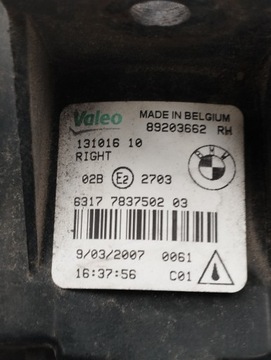 Valeo MADE IN BELGIUM
89203662 RH
131016 10
RIGHT
BMW
02B E2 2703
6317 7837502 03
9/03/2007 0061
16:37:56 C01